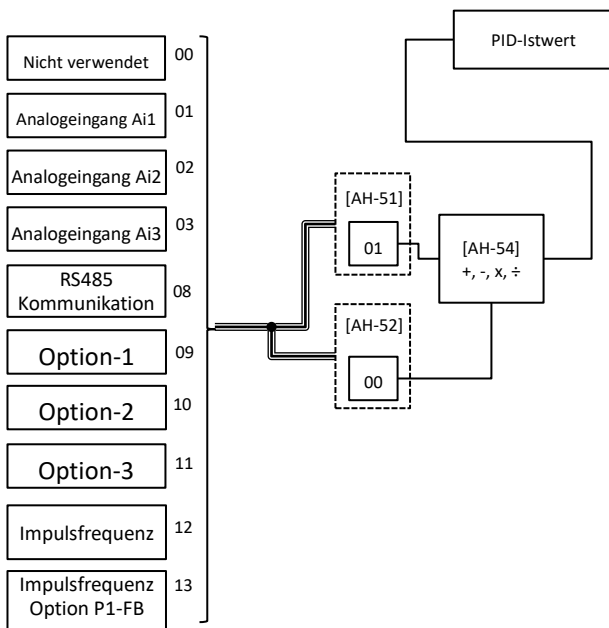 Nicht verwendet
00
Analogeingang Ai1
01
Analogeingang Ai2
02
Analogeingang Ai3
03
RS485
Kommunikation
08
Option-1
09
Option-2
10
Option-3
11
Impulsfrequenz
12
Impulsfrequenz
Option P1-FB
13
[AH-51]
01
[AH-52]
00
[AH-54]
+, -, x, ÷
PID-Istwert